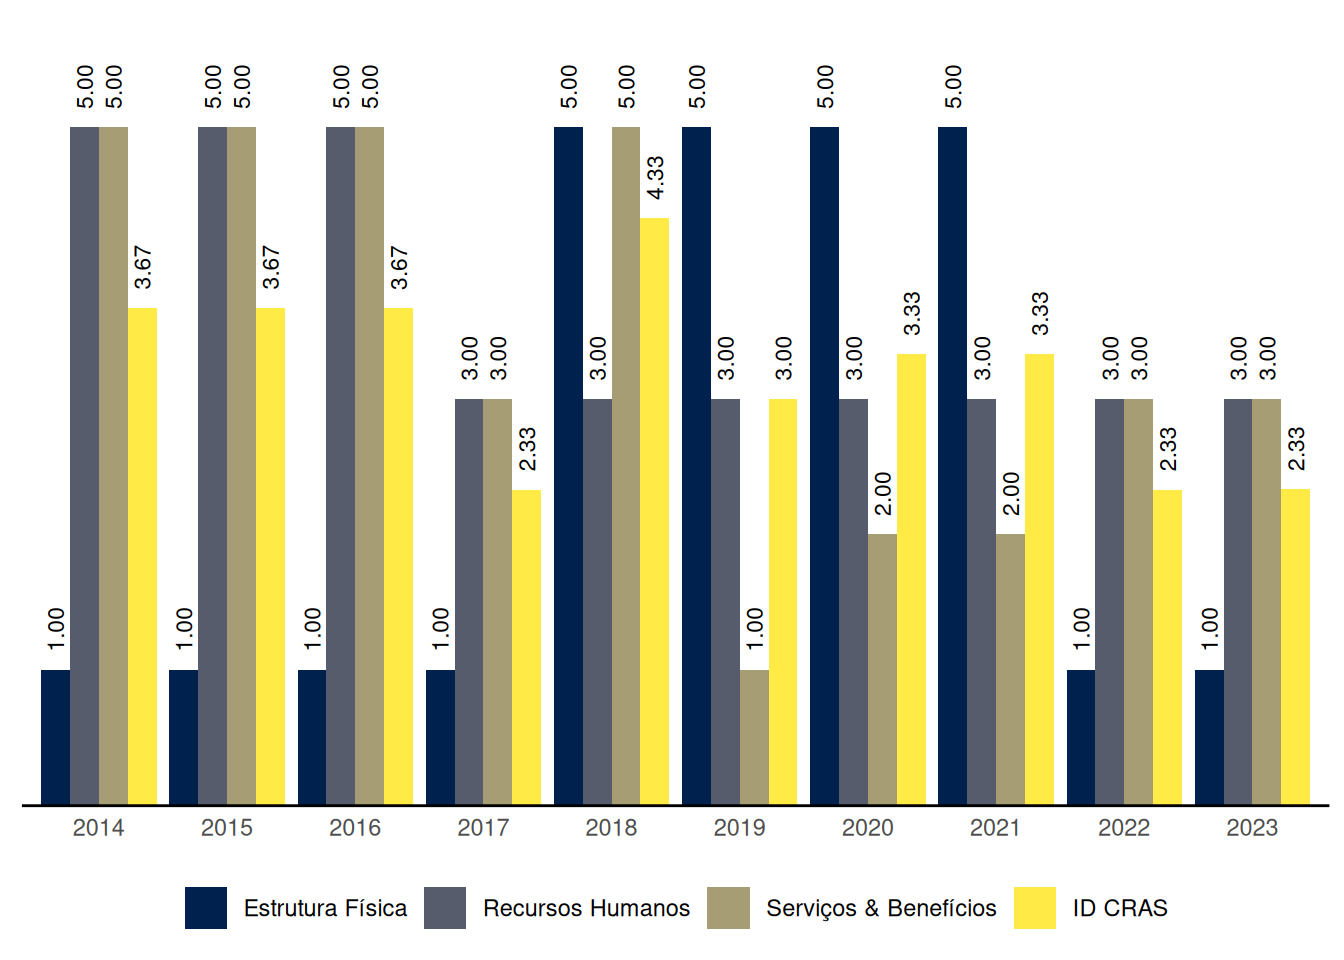 5.00 5.00 5.00 5.00 5.00 5.00 5.00 5.00 5.00 5.00 5.00
4.33
3.67 3.67 3.67
3.33 3.33
3.00 3.00 3.00 3.00 3.00 3.00 3.00 3.00 3.00 3.00 3.00
2.33 2.33 2.33
2.00 2.00
1.00 1.00 1.00 1.00 1.00 1.00 1.00
2014 2015 2016 2017 2018 2019 2020 2021 2022 2023
Estrutura Física Recursos Humanos Serviços & Benefícios ID CRAS